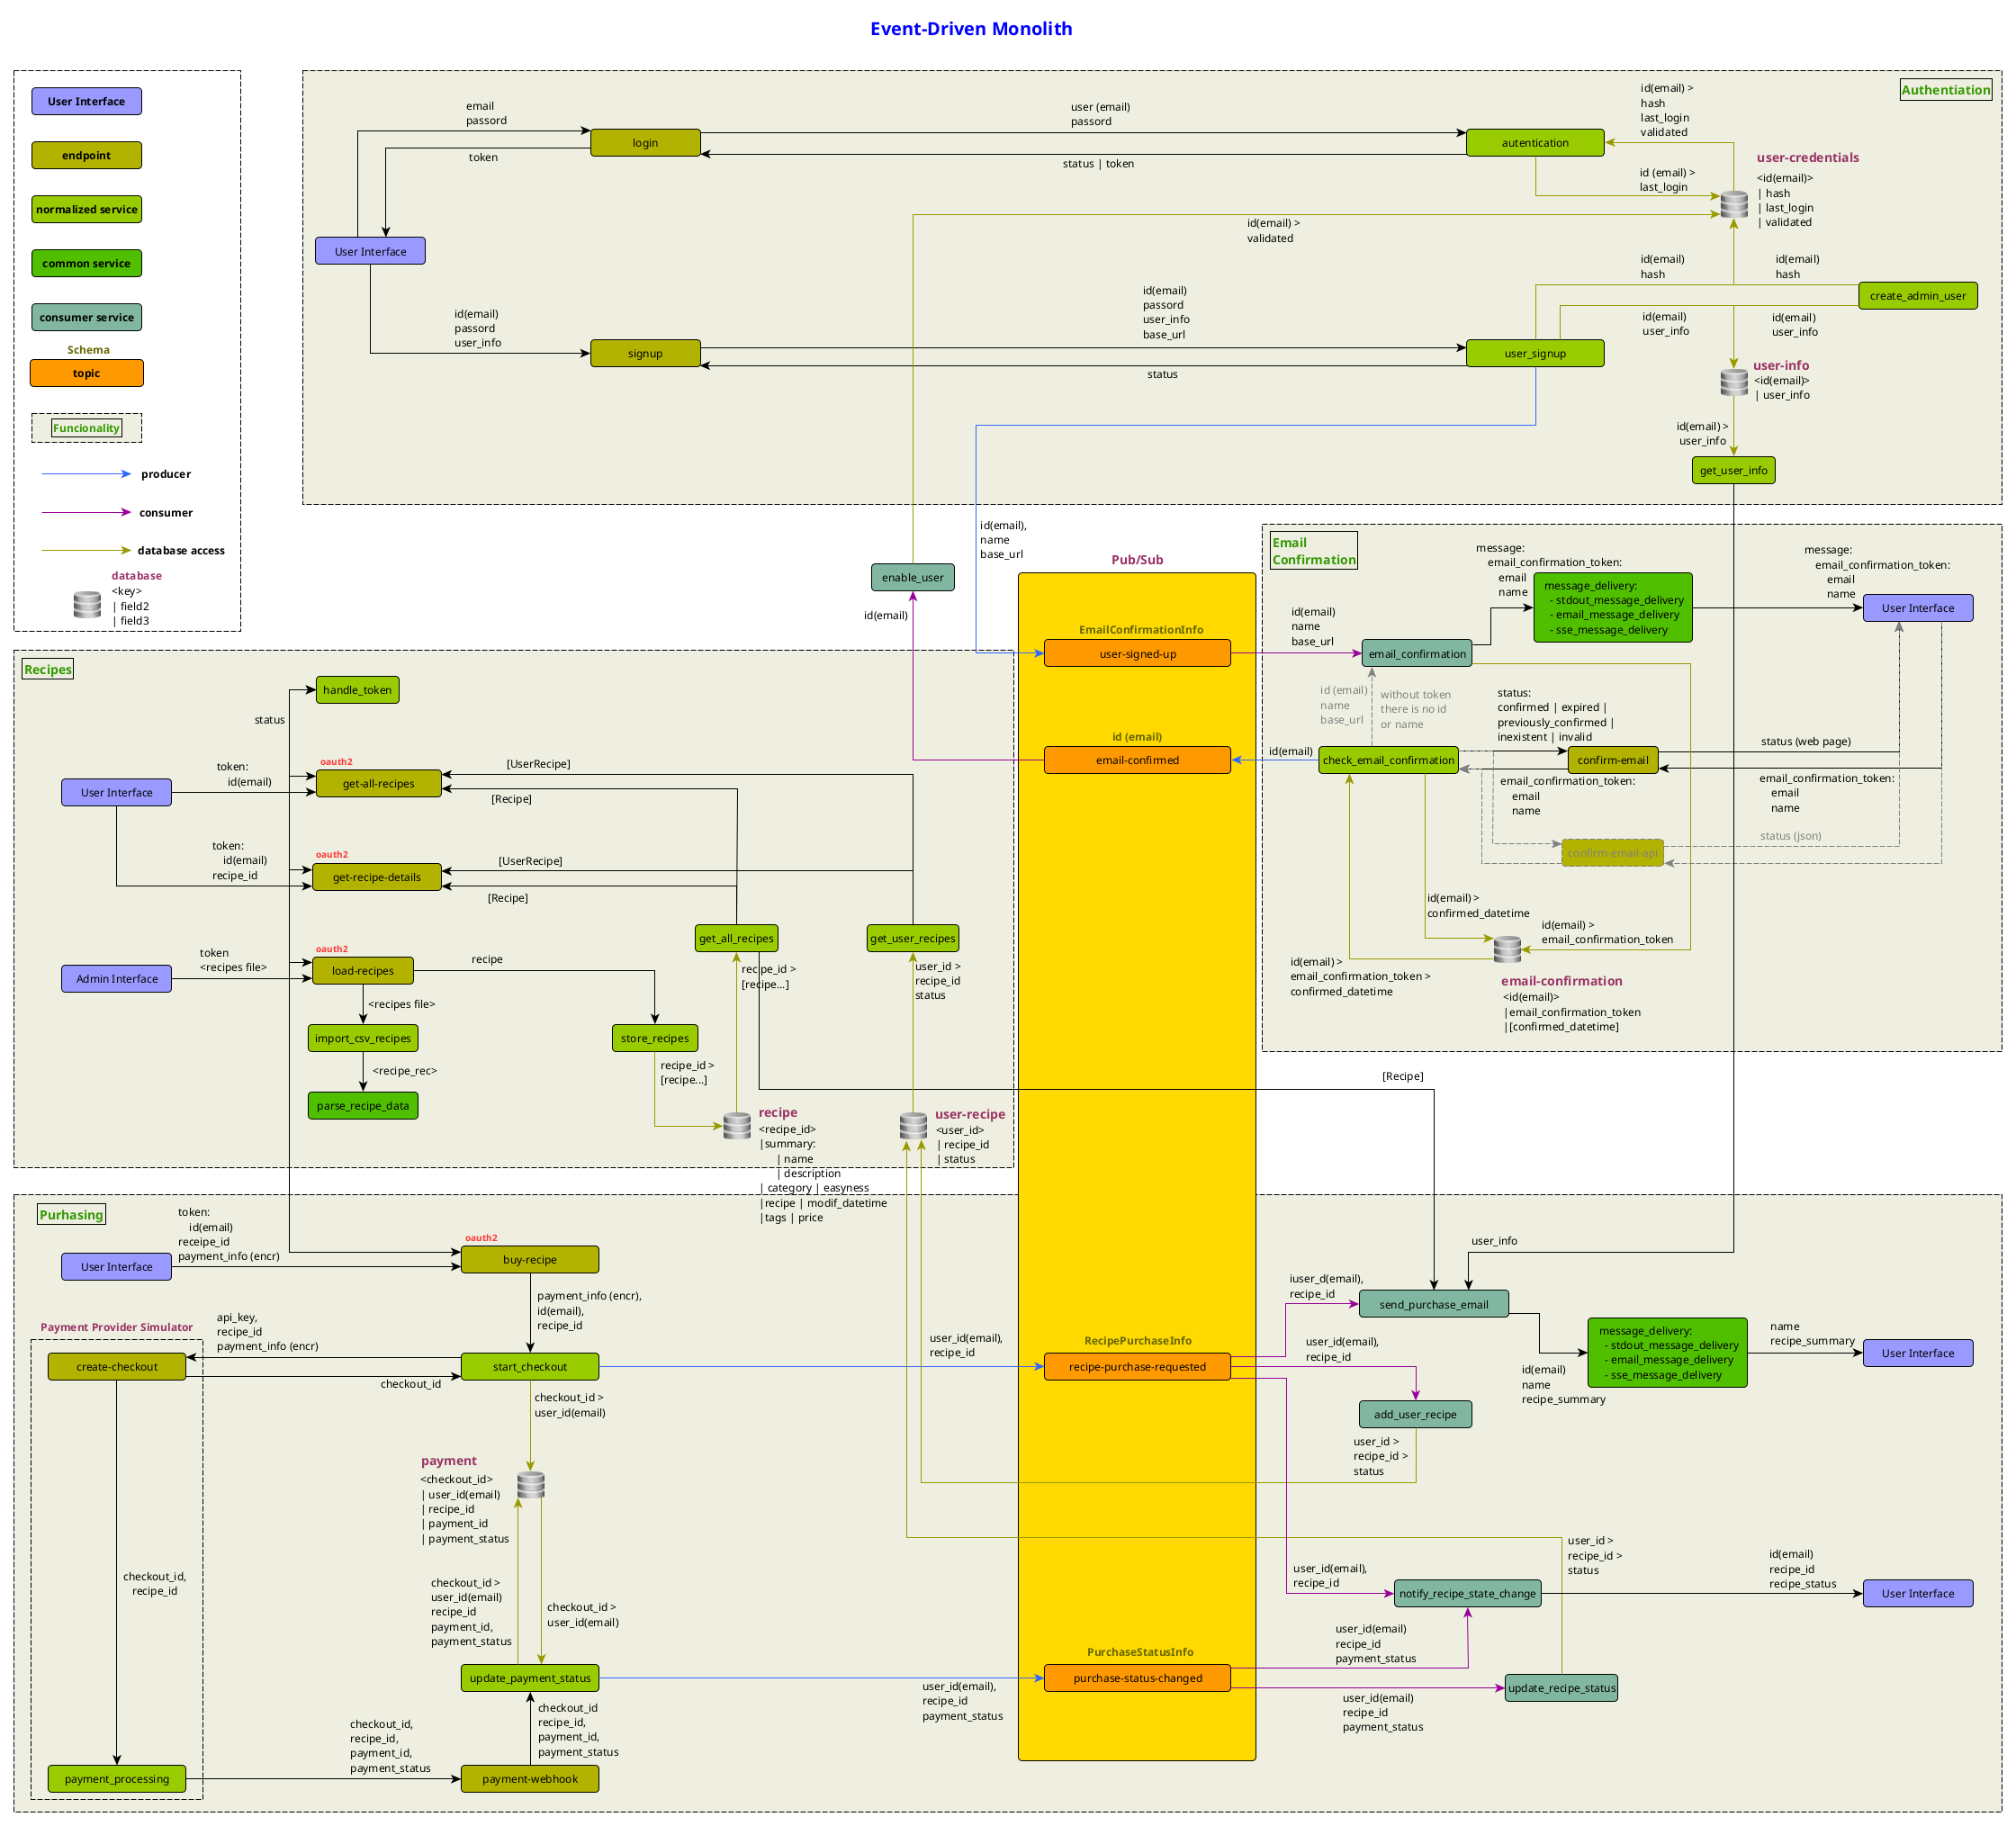 Event-Driven Monolith
User Interface
endpoint
normalized service
common service
consumer service
Schema
topic
Funcionality
producer
consumer
database access
database
<key>
| field2
| field3
Authentiation
email
passord
token
login
user (email)
passord
status | token
autentication
id(email) >
hash
last_login
validated
id (email) >
last_login
user-credentials
<id(email)>
| hash
| last_login
| validated
id(email) >
validated
User Interface
id(email)
passord
user_info
signup
id(email)
passord
user_info
base_url
status
user_signup
id(email)
hash
id(email)
hash
create_admin_user
id(email)
user_info
id(email)
user_info
user-info
<id(email)>
| user_info
id(email) >
user_info
get_user_info
id(email),
name
base_url
enable_user
id(email)
Pub/Sub
EmailConfirmationInfo
user-signed-up
id (email)
email-confirmed
RecipePurchaseInfo
recipe-purchase-requested
PurchaseStatusInfo
purchase-status-changed
Email
Confirmation
id(email)
name
base_url
email_confirmation
message:
email_confirmation_token:
email
name
message_delivery:
- stdout_message_delivery
- email_message_delivery
- sse_message_delivery
message:
email_confirmation_token:
email
name
User Interface
id (email)
name
base_url
without token
there is no id
or name
status:
confirmed | expired |
previously_confirmed |
inexistent | invalid
id(email)
check_email_confirmation
confirm-email
status (web page)
email_confirmation_token:
email
name
email_confirmation_token:
email
name
status (json)
confirm-email-api
id(email) >
confirmed_datetime
id(email) >
email_confirmation_token
id(email) >
email_confirmation_token >
confirmed_datetime
email-confirmation
<id(email)>
|email_confirmation_token
|[confirmed_datetime]
Recipes
handle_token
status
User Interface
token:
id(email)
oauth2
get-all-recipes
[UserRecipe]
[Recipe]
token:
id(email)
recipe_id
oauth2
get-recipe-details
[UserRecipe]
[Recipe]
get_all_recipes
get_user_recipes
Admin Interface
token
<recipes file>
oauth2
load-recipes
recipe
recipe_id >
[recipe...]
user_id >
recipe_id
status
<recipes file>
import_csv_recipes
store_recipes
<recipe_rec>
recipe_id >
[recipe...]
parse_recipe_data
recipe
<recipe_id>
|summary:
| name
| description
| category | easyness
|recipe | modif_datetime
|tags | price
user-recipe
<user_id>
| recipe_id
| status
[Recipe]
Purhasing
User Interface
token:
id(email)
receipe_id
payment_info (encr)
oauth2
buy-recipe
payment_info (encr),
id(email),
recipe_id
Payment Provider Simulator
api_key,
recipe_id
payment_info (encr)
create-checkout
checkout_id
start_checkout
user_id(email),
recipe_id
checkout_id >
user_id(email)
payment
<checkout_id>
| user_id(email)
| recipe_id
| payment_id
| payment_status
checkout_id,
recipe_id
checkout_id >
user_id(email)
recipe_id
payment_id,
payment_status
checkout_id >
user_id(email)
update_payment_status
user_id(email),
recipe_id
payment_status
checkout_id
recipe_id,
payment_id,
payment_status
checkout_id,
recipe_id,
payment_id,
payment_status
payment_processing
payment-webhook
user_info
iuser_d(email),
recipe_id
send_purchase_email
user_id(email),
recipe_id
id(email)
name
recipe_summary
message_delivery:
- stdout_message_delivery
- email_message_delivery
- sse_message_delivery
name
recipe_summary
User Interface
add_user_recipe
user_id >
recipe_id >
status
user_id(email),
recipe_id
notify_recipe_state_change
user_id >
recipe_id >
status
id(email)
recipe_id
recipe_status
User Interface
user_id(email)
recipe_id
payment_status
user_id(email)
recipe_id
payment_status
update_recipe_status